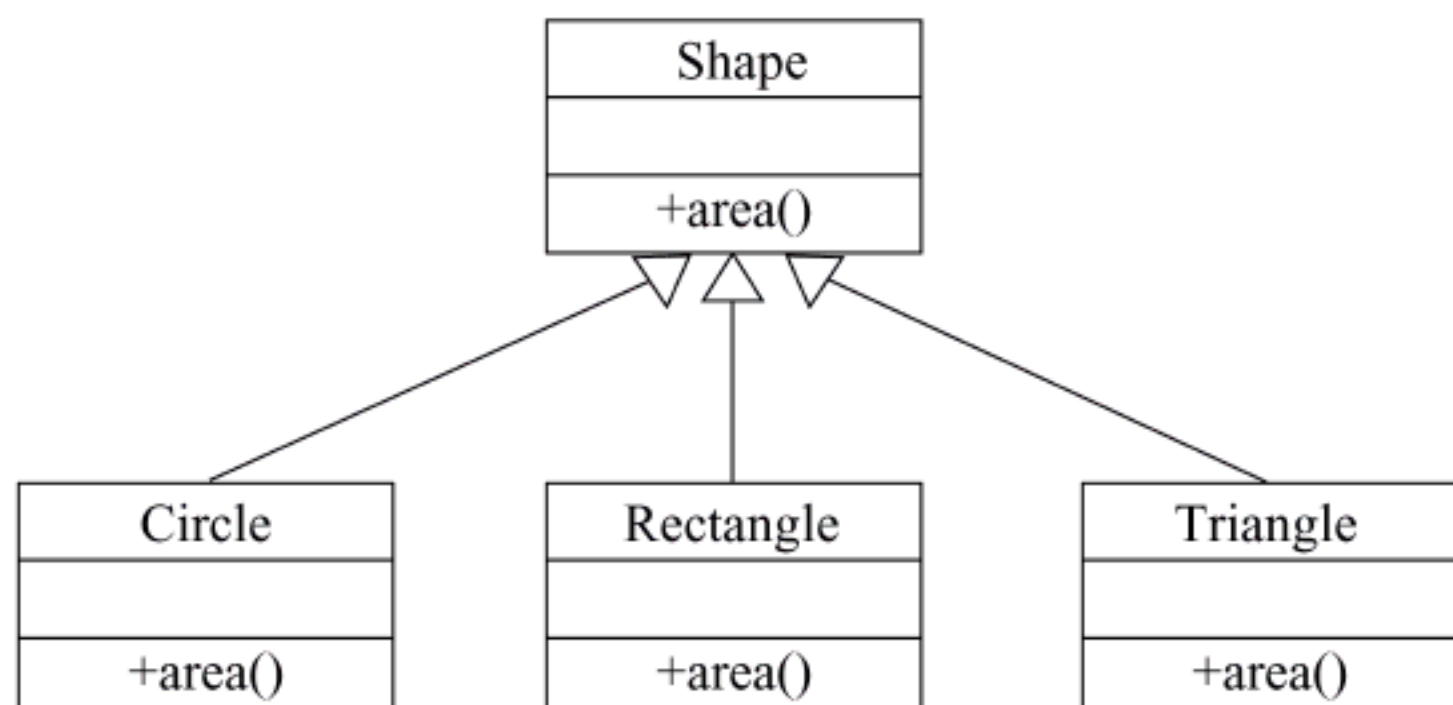 Shape
+area()
Circle
Rectangle
Triangle
+area()
+area()
+area()